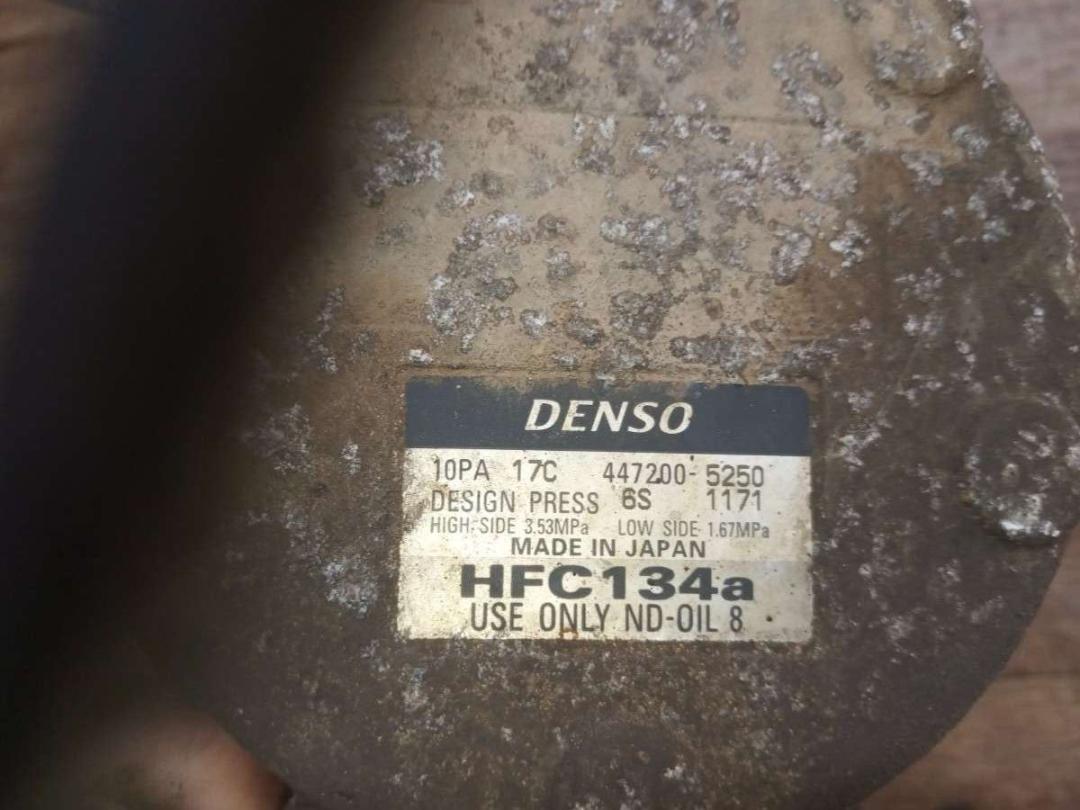 DENSO
10PA 17C 447200-5250
DESIGN PRESS 6S 1171
HIGH-SIDE 3.53MPa LOW SIDE 1.67MPa
MADE IN JAPAN
HFC134a
USE ONLY ND-OIL 8